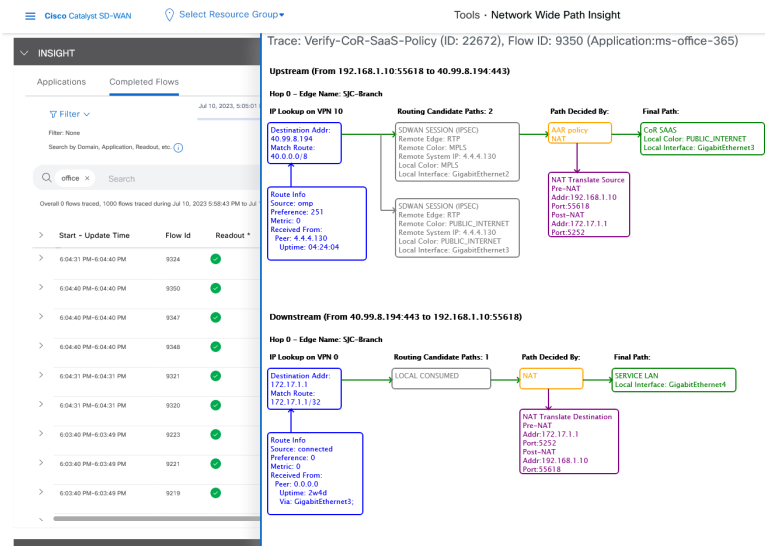 Cisco Catalyst SD-WAN
Select Resource Group
Tools · Network Wide Path Insight
INSIGHT
Applications
Completed Flows
Filter
Jul 10, 2023, 5:05:01
Filter: None
Search by Domain, Application, Readout, etc.
office ×
Search
Overall 0 flows traced, 1000 flows traced during Jul 10, 2023 5:58:43 PM to Jul
Start - Update Time
Flow Id
Readout *
6:04:31 PM-6:04:40 PM
9324
6:04:40 PM-6:04:40 PM
9350
6:04:40 PM-6:04:40 PM
9347
6:04:40 PM-6:04:40 PM
9348
6:04:31 PM-6:04:31 PM
9321
6:04:31 PM-6:04:31 PM
9320
6:03:40 PM-6:03:49 PM
9223
6:03:40 PM-6:03:49 PM
9221
6:03:40 PM-6:03:49 PM
9219
Trace: Verify-CoR-SaaS-Policy (ID: 22672), Flow ID: 9350 (Application:ms-office-365)
Upstream (From 192.168.1.10:55618 to 40.99.8.194:443)
Hop 0 - Edge Name: SJC-Branch
IP Lookup on VPN 10
Routing Candidate Paths: 2
Path Decided By:
Final Path:
Destination Addr:
40.99.8.194
Match Route:
40.0.0.0/8
Route Info
Source: omp
Preference: 251
Metric: 0
Received From:
Peer: 4.4.4.130
Uptime: 04:24:04
SDWAN SESSION (IPSEC)
Remote Edge: RTP
Remote Color: MPLS
Remote System IP: 4.4.4.130
Local Color: MPLS
Local Interface: GigabitEthernet2
SDWAN SESSION (IPSEC)
Remote Edge: RTP
Remote Color: PUBLIC_INTERNET
Remote System IP: 4.4.4.130
Local Color: PUBLIC_INTERNET
Local Interface: GigabitEthernet3
AAR policy
NAT
NAT Translate Source
Pre-NAT
Addr:192.168.1.10
Port:55618
Post-NAT
Addr:172.17.1.1
Port:5252
CoR SAAS
Local Color: PUBLIC_INTERNET
Local Interface: GigabitEthernet3
Downstream (From 40.99.8.194:443 to 192.168.1.10:55618)
Hop 0 - Edge Name: SJC-Branch
IP Lookup on VPN 0
Routing Candidate Paths: 1
Path Decided By:
Final Path:
Destination Addr:
172.17.1.1
Match Route:
172.17.1.1/32
Route Info
Source: connected
Preference: 0
Metric: 0
Received From:
Peer: 0.0.0.0
Uptime: 2w4d
Via: GigabitEthernet3;
LOCAL CONSUMED
NAT
NAT Translate Destination
Pre-NAT
Addr:172.17.1.1
Port:5252
Post-NAT
Addr:192.168.1.10
Port:55618
SERVICE LAN
Local Interface: GigabitEthernet4